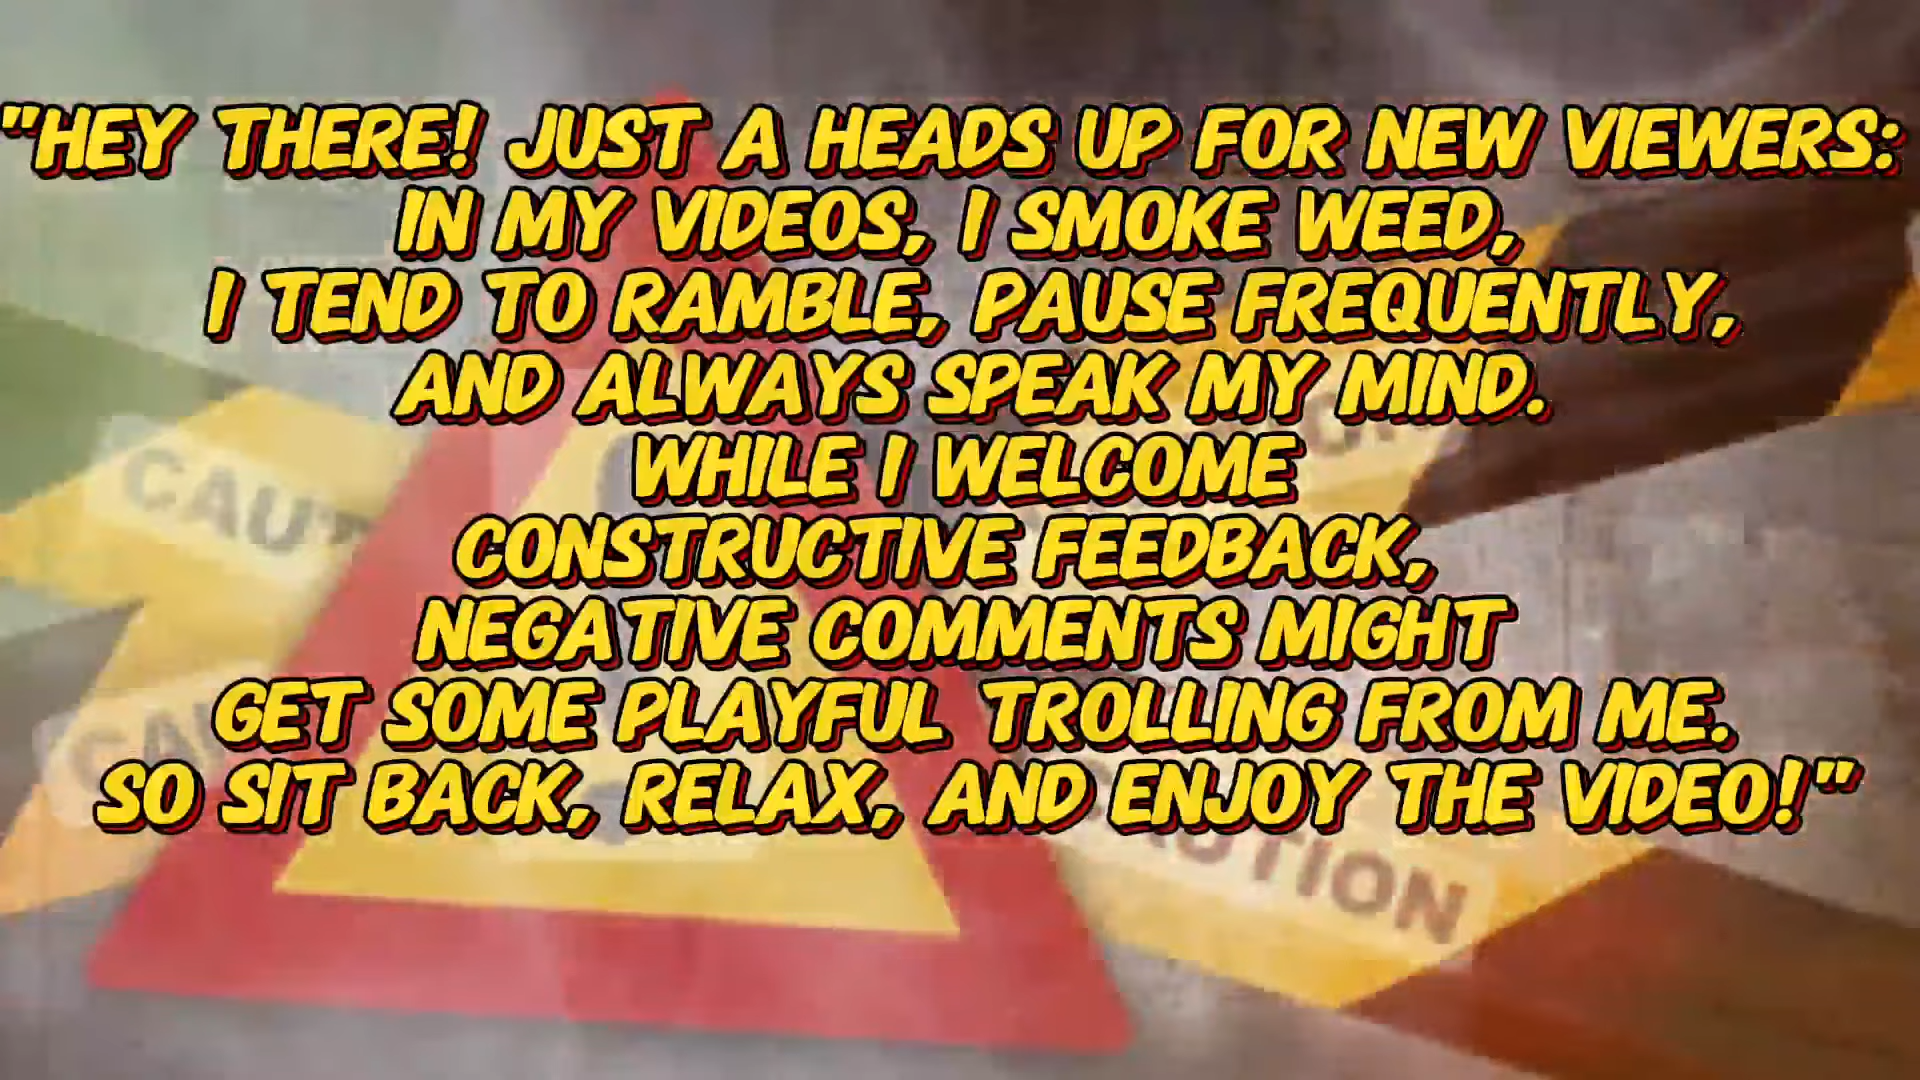 "HEY THERE! JUST A HEADS UP FOR NEW VIEWERS:
IN MY VIDEOS, I SMOKE WEED,
I TEND TO RAMBLE, PAUSE FREQUENTLY,
AND ALWAYS SPEAK MY MIND.
WHILE I WELCOME
CONSTRUCTIVE FEEDBACK,
NEGATIVE COMMENTS MIGHT
GET SOME PLAYFUL TROLLING FROM ME.
SO SIT BACK, RELAX, AND ENJOY THE VIDEO!"
CAUT
CAUTION